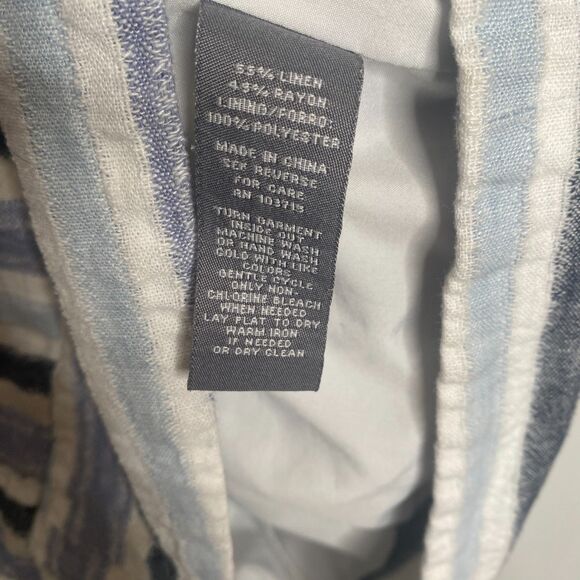 55% LINEN
45% RAYON
LINING/FORRO:
100% POLYESTER
MADE IN CHINA
SEE REVERSE
FOR CARE
RN 103715
TURN GARMENT
INSIDE OUT
MACHINE WASH
OR HAND WASH
COLD WITH LIKE
COLORS
GENTLE CYCLE
ONLY NON-
CHLORINE BLEACH
WHEN NEEDED
LAY FLAT TO DRY
WARM IRON
IF NEEDED
OR DRY CLEAN